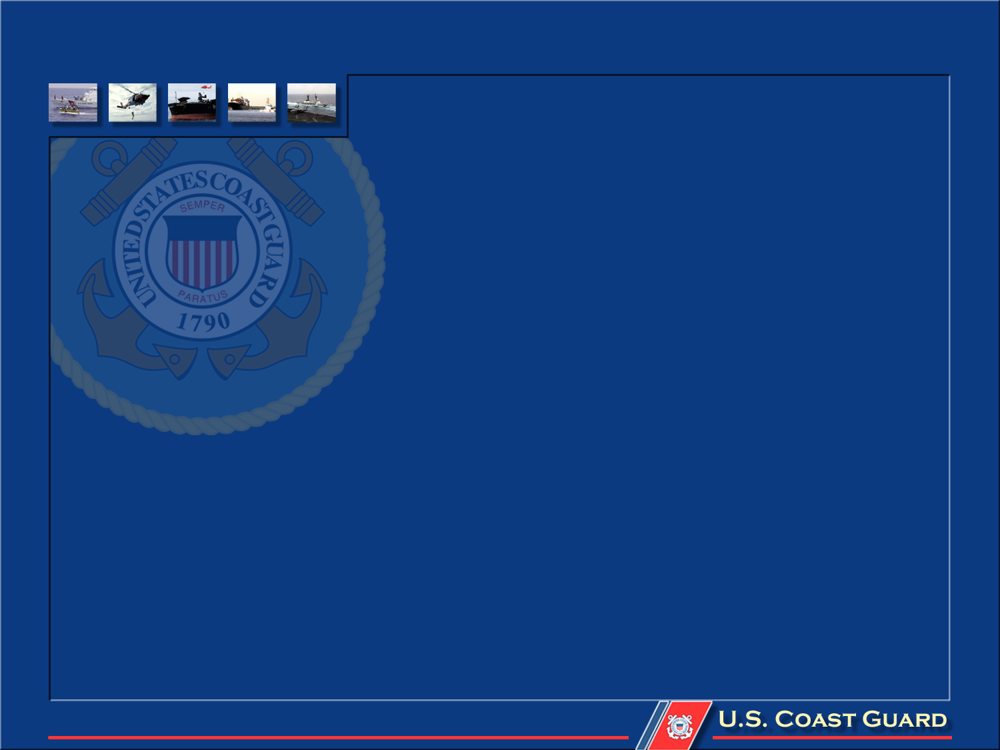 UNITED STATES COAST GUARD
SEMPER
PARATUS
1790
U.S. COAST GUARD